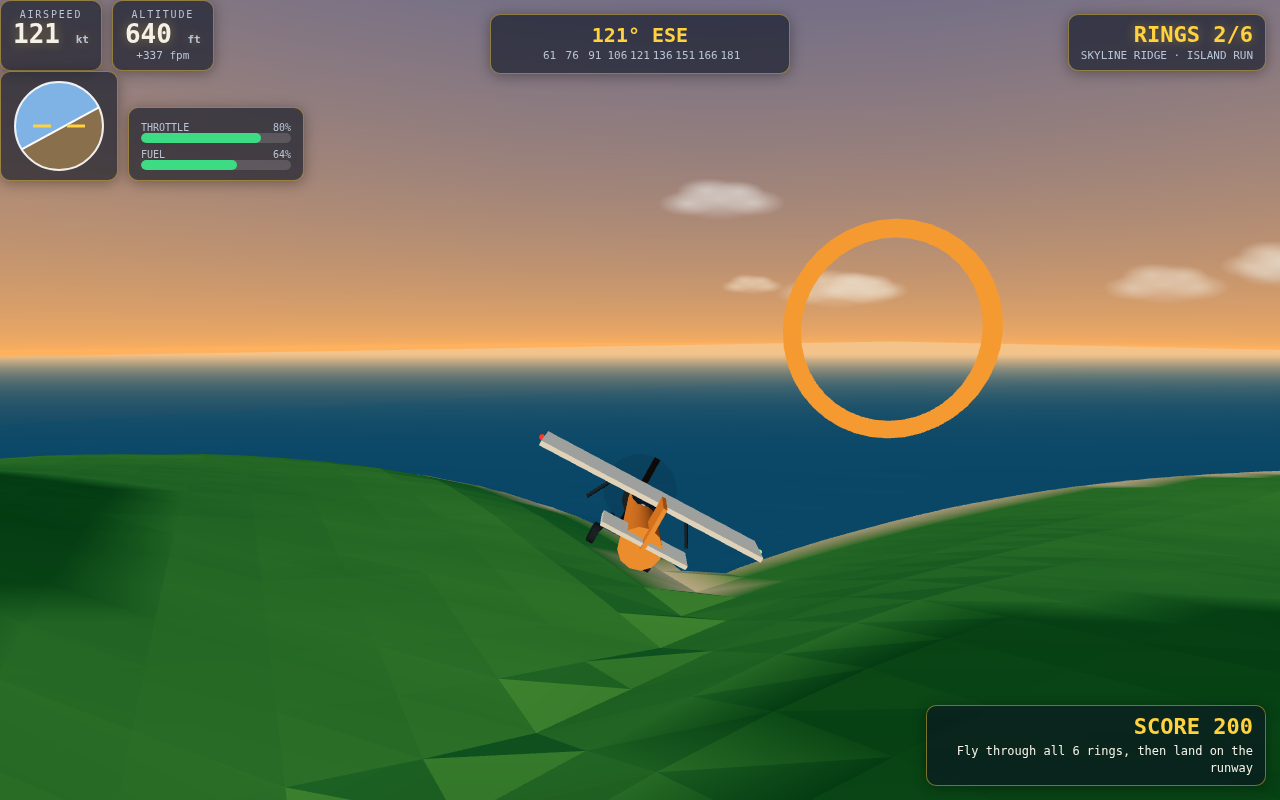 AIRSPEED
121 kt
ALTITUDE
640 ft
+337 fpm
121° ESE
61 76 91 106 121 136 151 166 181
RINGS 2/6
SKYLINE RIDGE · ISLAND RUN
THROTTLE 80%
FUEL 64%
SCORE 200
Fly through all 6 rings, then land on the
runway